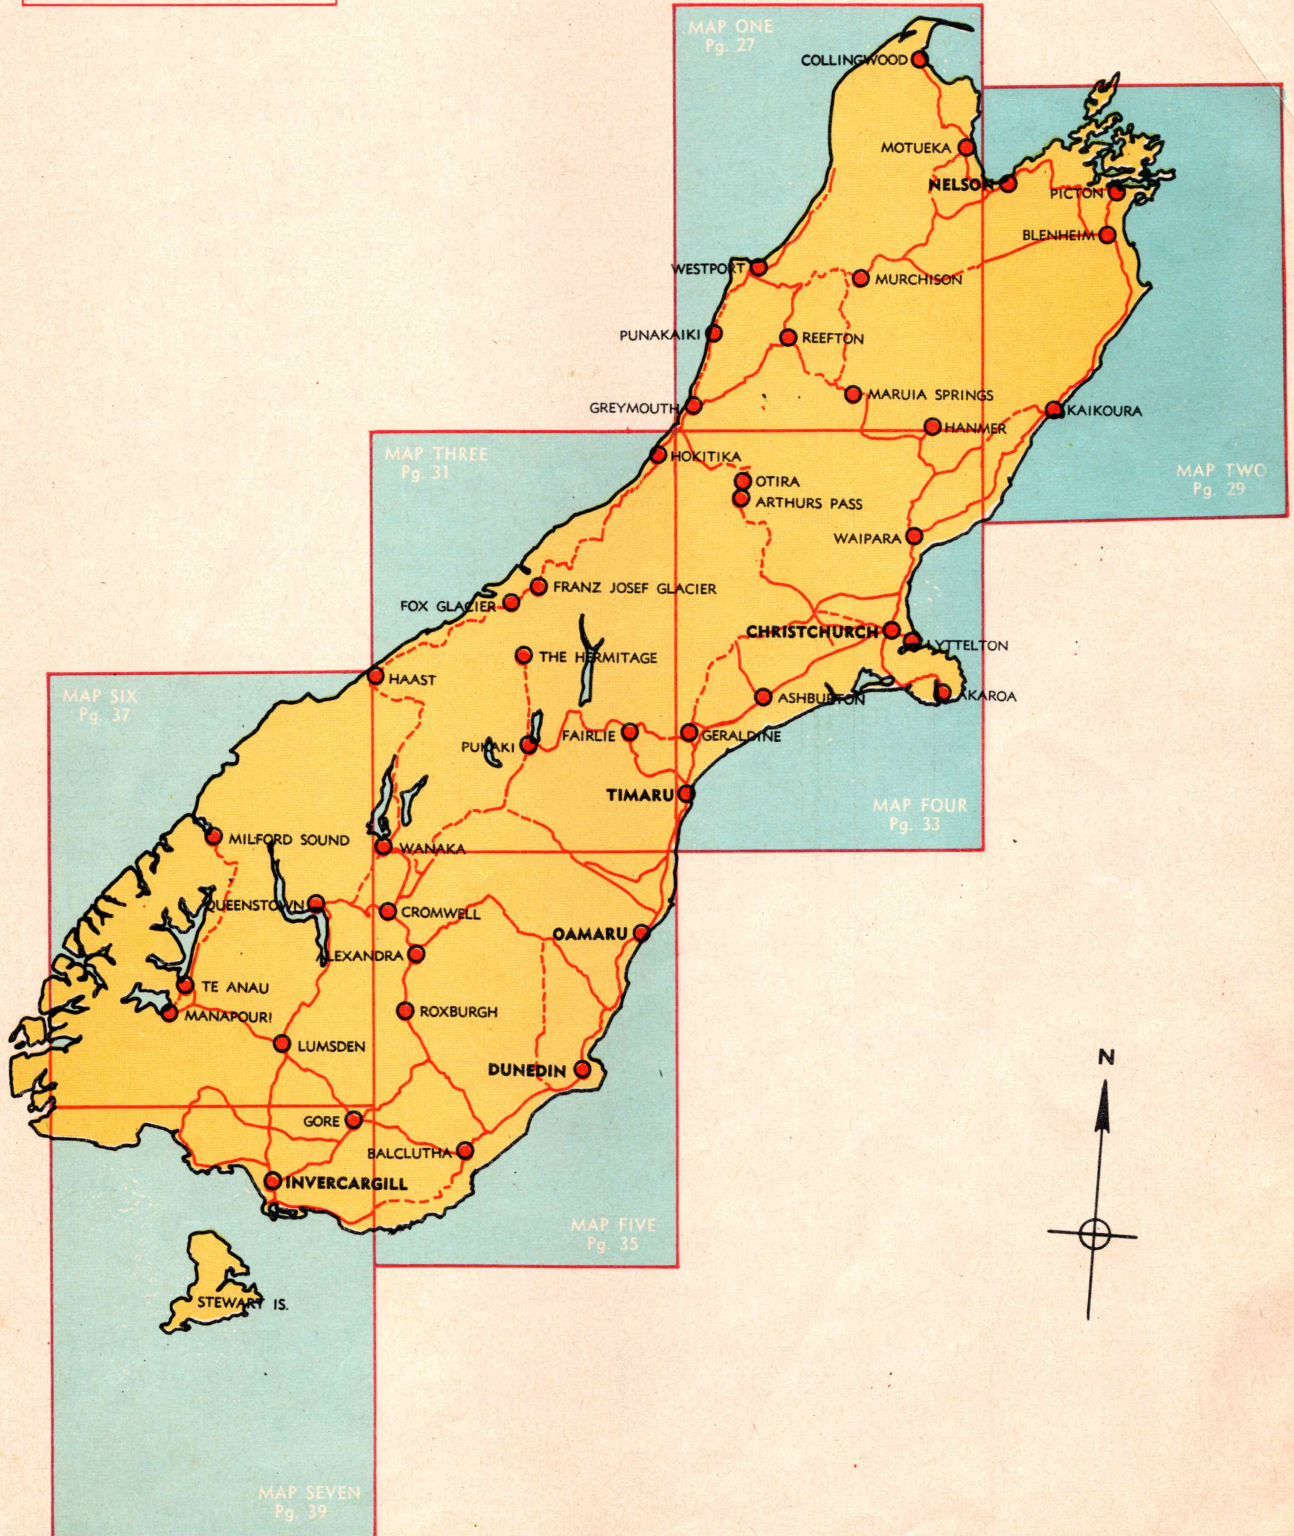 MAP ONE
Pg. 27
COLLINGWOOD
MOTUEKA
NELSON
PICTON
BLENHEIM
WESTPORT
MURCHISON
PUNAKAIKI
REEFTON
MARUIA SPRINGS
GREYMOUTH
KAIKOURA
HANMER
MAP THREE
Pg. 31
HOKITIKA
MAP TWO
Pg. 29
OTIRA
ARTHURS PASS
WAIPARA
FRANZ JOSEF GLACIER
FOX GLACIER
CHRISTCHURCH
LYTTELTON
THE HERMITAGE
HAAST
MAP SIX
Pg. 37
ASHBURTON
AKAROA
FAIRLIE
GERALDINE
PUKAKI
TIMARU
MAP FOUR
Pg. 33
MILFORD SOUND
WANAKA
QUEENSTOWN
CROMWELL
OAMARU
ALEXANDRA
TE ANAU
MANAPOURI
ROXBURGH
LUMSDEN
DUNEDIN
N
GORE
BALCLUTHA
INVERCARGILL
MAP FIVE
Pg. 35
STEWART IS.
MAP SEVEN
Pg. 39